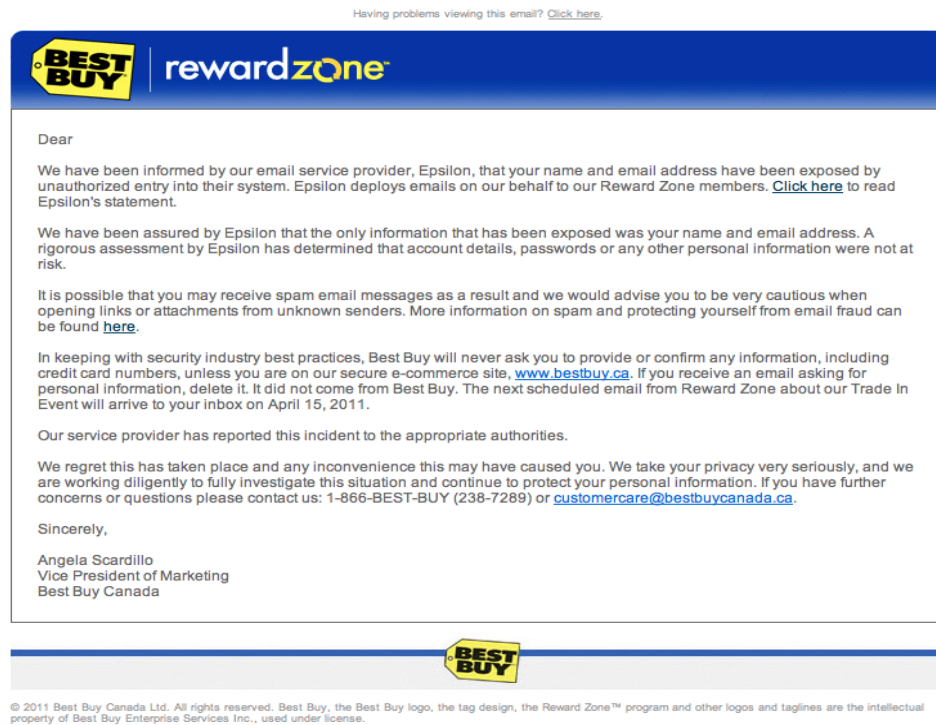 Having problems viewing this email? Click here.
BEST
BUY
rewardzone™
Dear
We have been informed by our email service provider, Epsilon, that your name and email address have been exposed by
unauthorized entry into their system. Epsilon deploys emails on our behalf to our Reward Zone members. Click here to read
Epsilon's statement.
We have been assured by Epsilon that the only information that has been exposed was your name and email address. A
rigorous assessment by Epsilon has determined that account details, passwords or any other personal information were not at
risk.
It is possible that you may receive spam email messages as a result and we would advise you to be very cautious when
opening links or attachments from unknown senders. More information on spam and protecting yourself from email fraud can
be found here.
In keeping with security industry best practices, Best Buy will never ask you to provide or confirm any information, including
credit card numbers, unless you are on our secure e-commerce site, www.bestbuy.ca. If you receive an email asking for
personal information, delete it. It did not come from Best Buy. The next scheduled email from Reward Zone about our Trade In
Event will arrive to your inbox on April 15, 2011.
Our service provider has reported this incident to the appropriate authorities.
We regret this has taken place and any inconvenience this may have caused you. We take your privacy very seriously, and we
are working diligently to fully investigate this situation and continue to protect your personal information. If you have further
concerns or questions please contact us: 1-866-BEST-BUY (238-7289) or customercare@bestbuycanada.ca.
Sincerely,
Angela Scardillo
Vice President of Marketing
Best Buy Canada
BEST
BUY
© 2011 Best Buy Canada Ltd. All rights reserved. Best Buy, the Best Buy logo, the tag design, the Reward Zone™ program and other logos and taglines are the intellectual
property of Best Buy Enterprise Services Inc., used under license.